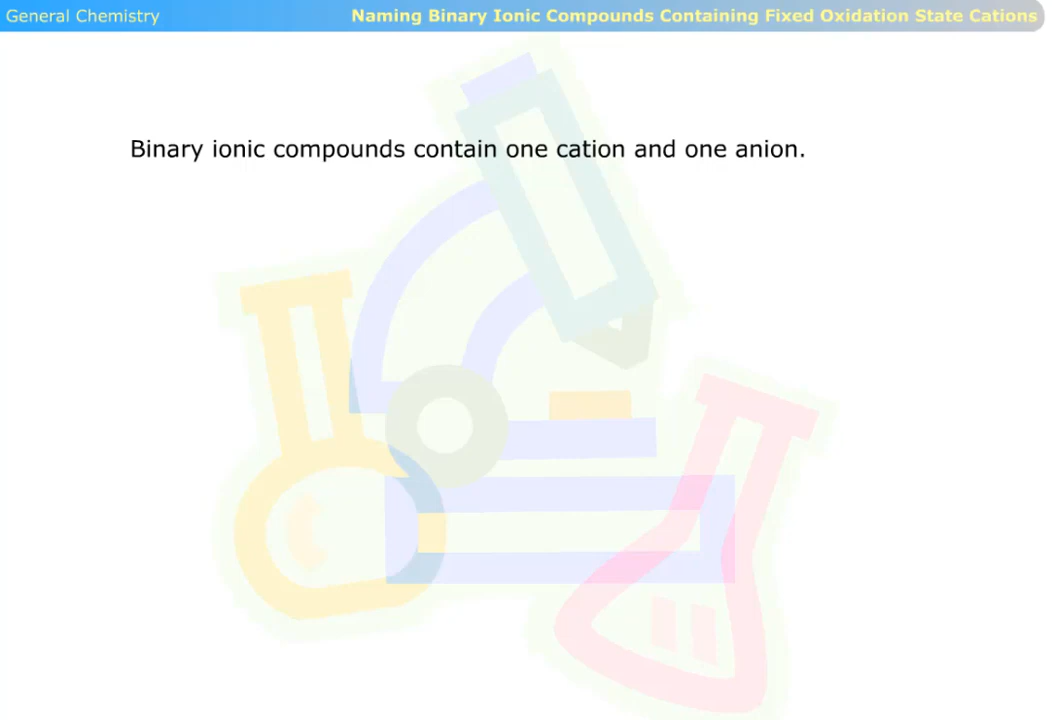 General Chemistry
Naming Binary Ionic Compounds Containing Fixed Oxidation State Cations
Binary ionic compounds contain one cation and one anion.